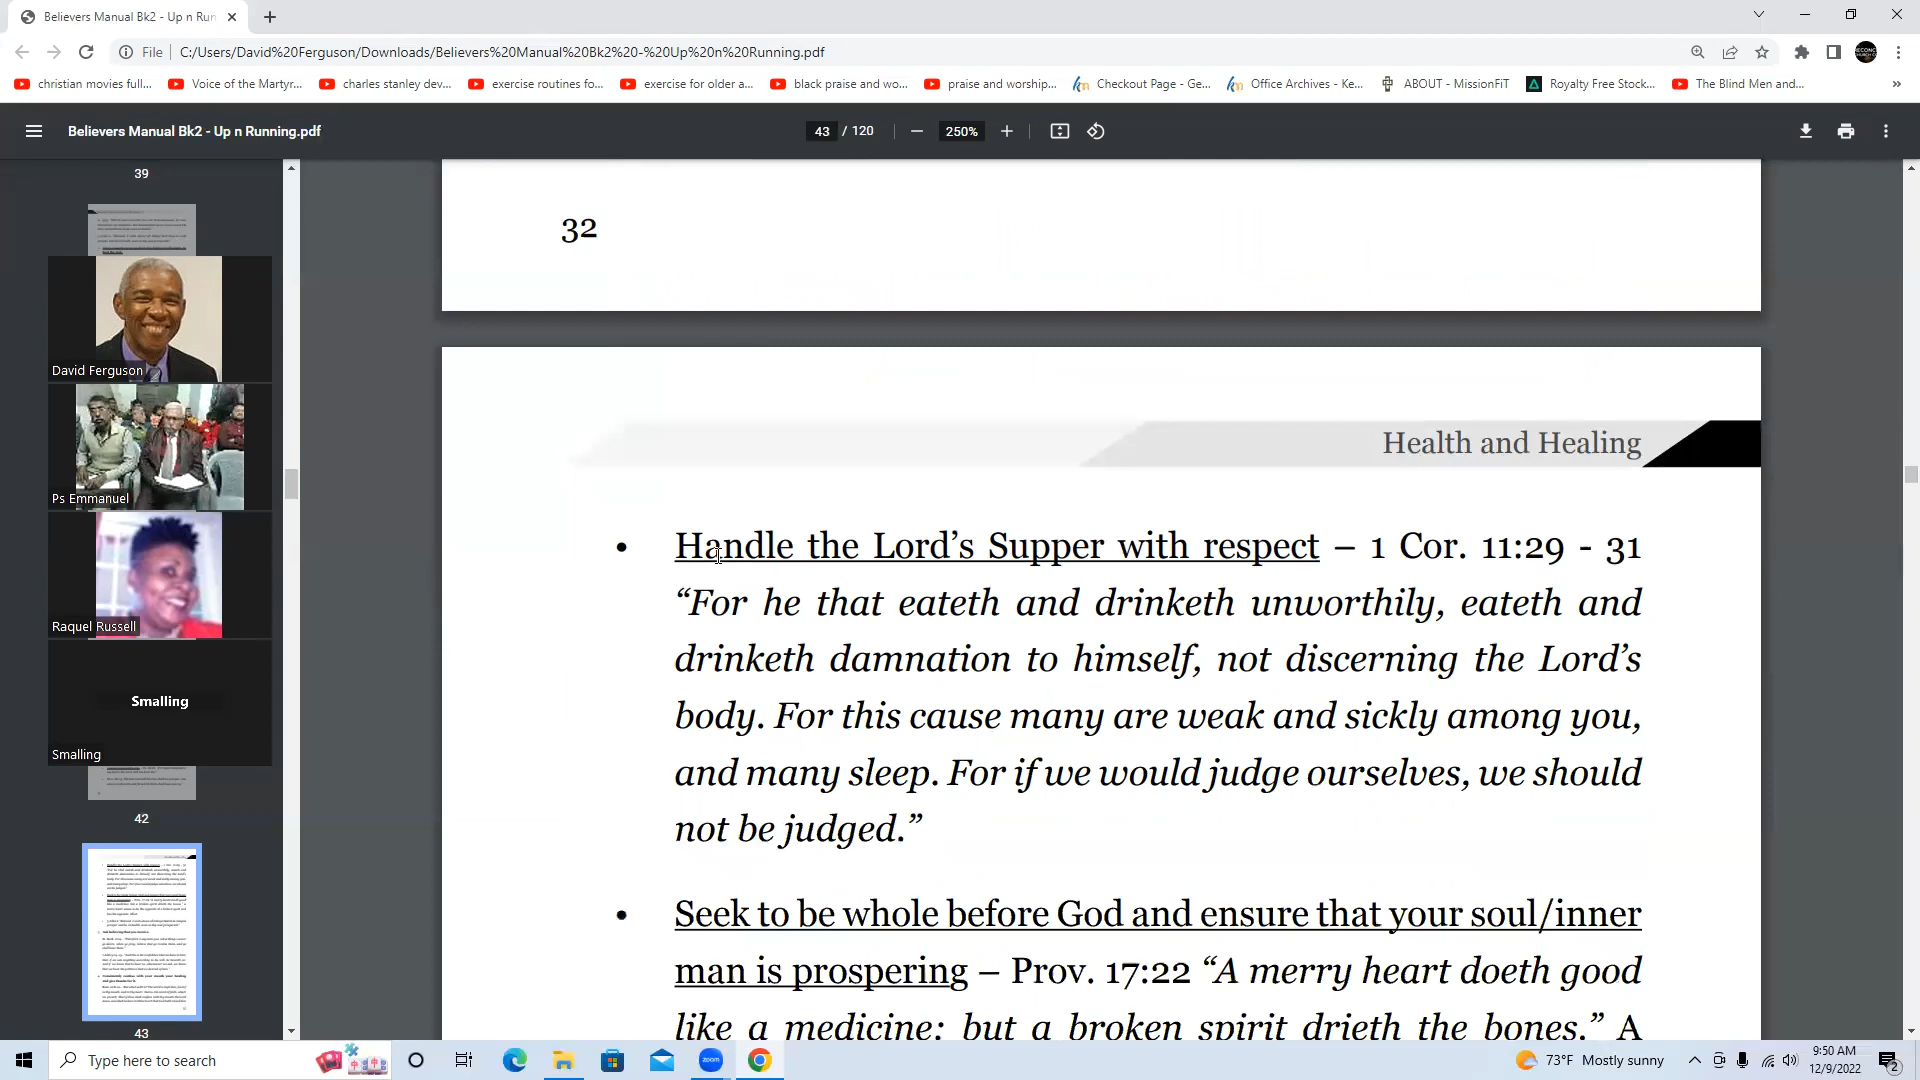 Believers Manual Bk2 - Up n Run
File
C:/Users/David%20Ferguson/Downloads/Believers%20Manual%20Bk2%20-%20Up%20n%20Running.pdf
christian movies full...
Voice of the Martyr...
charles stanley dev...
exercise routines fo...
exercise for older a...
black praise and wo...
praise and worship...
Checkout Page - Ge...
Office Archives - Ke...
ABOUT - MissionFiT
Royalty Free Stock...
The Blind Men and...
Believers Manual Bk2 - Up n Running.pdf
43 / 120
250%
39
David Ferguson
Ps Emmanuel
Raquel Russell
Smalling
Smalling
42
43
32
Health and Healing
• Handle the Lord’s Supper with respect – 1 Cor. 11:29 - 31
“For he that eateth and drinketh unworthily, eateth and
drinketh damnation to himself, not discerning the Lord’s
body. For this cause many are weak and sickly among you,
and many sleep. For if we would judge ourselves, we should
not be judged.”
• Seek to be whole before God and ensure that your soul/inner
man is prospering – Prov. 17:22 “A merry heart doeth good
like a medicine: but a broken spirit drieth the bones.” A
Type here to search
zoom
73°F Mostly sunny
9:50 AM
12/9/2022
2